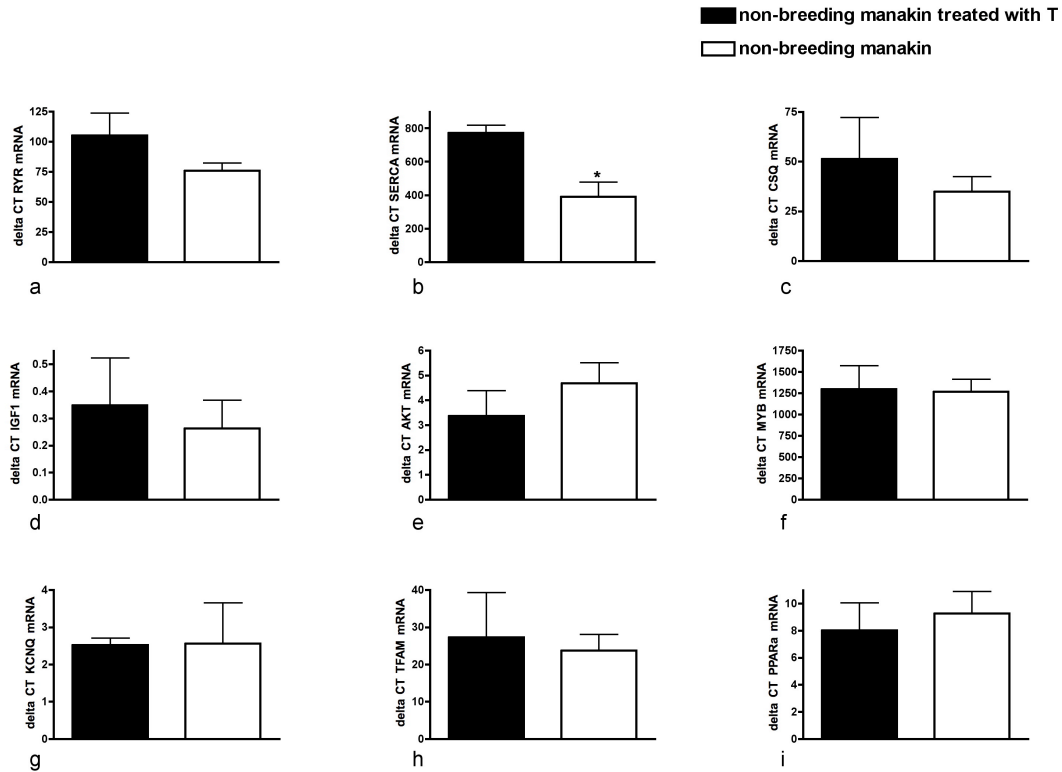 non-breeding manakin treated with T
non-breeding manakin
delta CT RYR mRNA
125
100
75
50
25
0
a
delta CT SERCA mRNA
800
600
400
200
0
*
b
delta CT CSQ mRNA
75
50
25
0
c
delta CT IGF1 mRNA
0.5
0.4
0.3
0.2
0.1
0.0
d
delta CT AKT mRNA
6
5
4
3
2
1
0
e
delta CT MYB mRNA
1750
1500
1250
1000
750
500
250
0
f
delta CT KCNQ mRNA
4
3
2
1
0
g
delta CT TFAM mRNA
40
30
20
10
0
h
delta CT PPARa mRNA
10
8
6
4
2
0
i